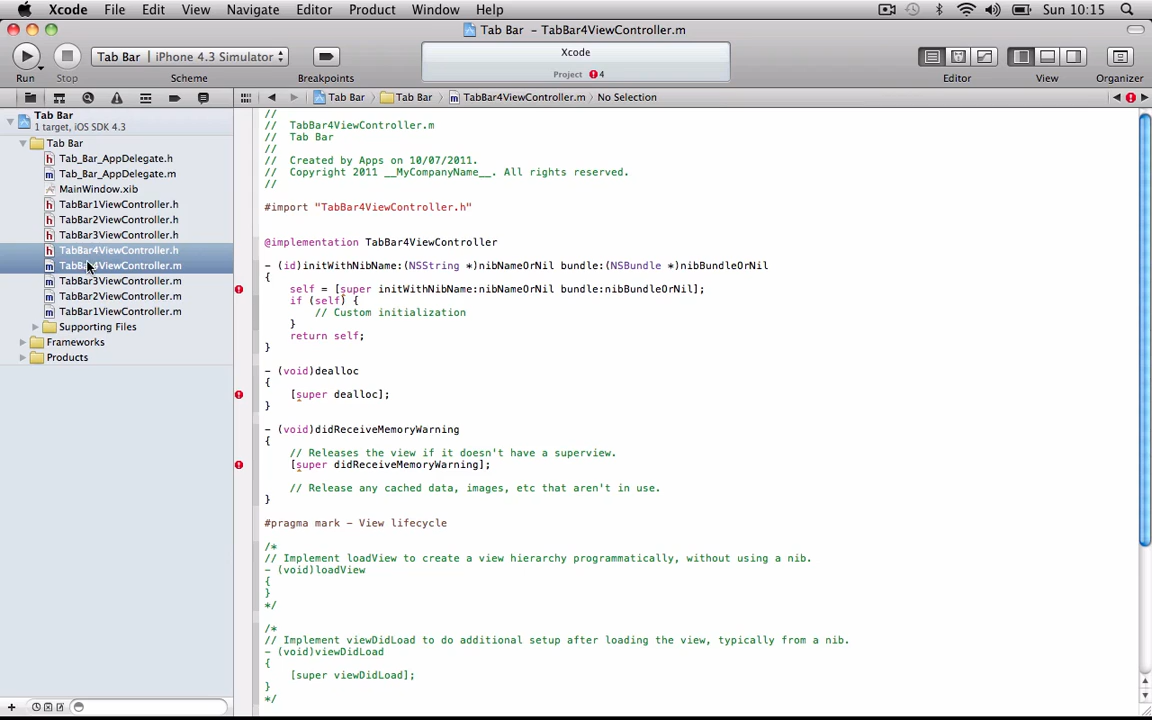 Xcode File Edit View Navigate Editor Product Window Help Sun 10:15
Tab Bar - TabBar4ViewController.m
Tab Bar | iPhone 4.3 Simulator
Xcode
Project 4
Run Stop Scheme Breakpoints Editor View Organizer
Tab Bar Tab Bar TabBar4ViewController.m No Selection
Tab Bar
1 target, iOS SDK 4.3
Tab Bar
Tab_Bar_AppDelegate.h
Tab_Bar_AppDelegate.m
MainWindow.xib
TabBar1ViewController.h
TabBar2ViewController.h
TabBar3ViewController.h
TabBar4ViewController.h
TabBar4ViewController.m
TabBar3ViewController.m
TabBar2ViewController.m
TabBar1ViewController.m
Supporting Files
Frameworks
Products
//
// TabBar4ViewController.m
// Tab Bar
//
// Created by Apps on 10/07/2011.
// Copyright 2011 __MyCompanyName__. All rights reserved.
//
#import "TabBar4ViewController.h"
@implementation TabBar4ViewController
- (id)initWithNibName:(NSString *)nibNameOrNil bundle:(NSBundle *)nibBundleOrNil
{
self = [super initWithNibName:nibNameOrNil bundle:nibBundleOrNil];
if (self) {
// Custom initialization
}
return self;
}
- (void)dealloc
{
[super dealloc];
}
- (void)didReceiveMemoryWarning
{
// Releases the view if it doesn't have a superview.
[super didReceiveMemoryWarning];
// Release any cached data, images, etc that aren't in use.
}
#pragma mark - View lifecycle
/*
// Implement loadView to create a view hierarchy programmatically, without using a nib.
- (void)loadView
{
}
*/
/*
// Implement viewDidLoad to do additional setup after loading the view, typically from a nib.
- (void)viewDidLoad
{
[super viewDidLoad];
}
*/